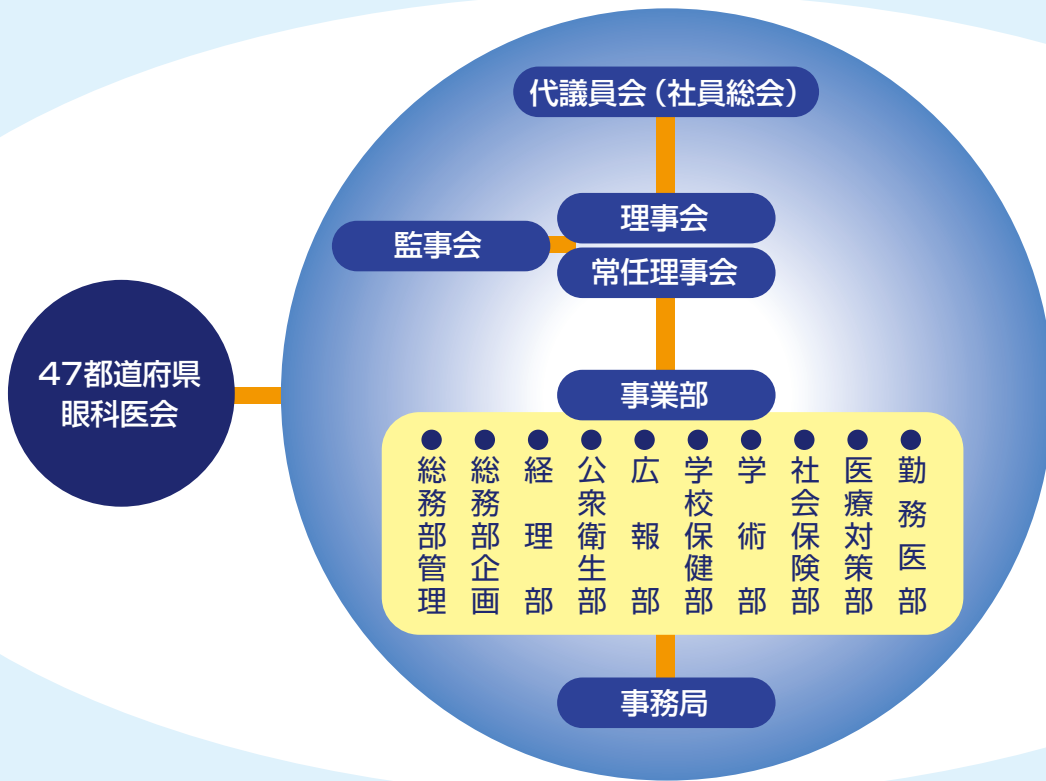 代議員会（社員総会）
理事会
監事会
常任理事会
47都道府県
眼科医会
事業部
●総務部管理
●総務部企画
●経理部
●公衆衛生部
●広報部
●学校保健部
●学術部
●社会保険部
●医療対策部
●勤務医部
事務局